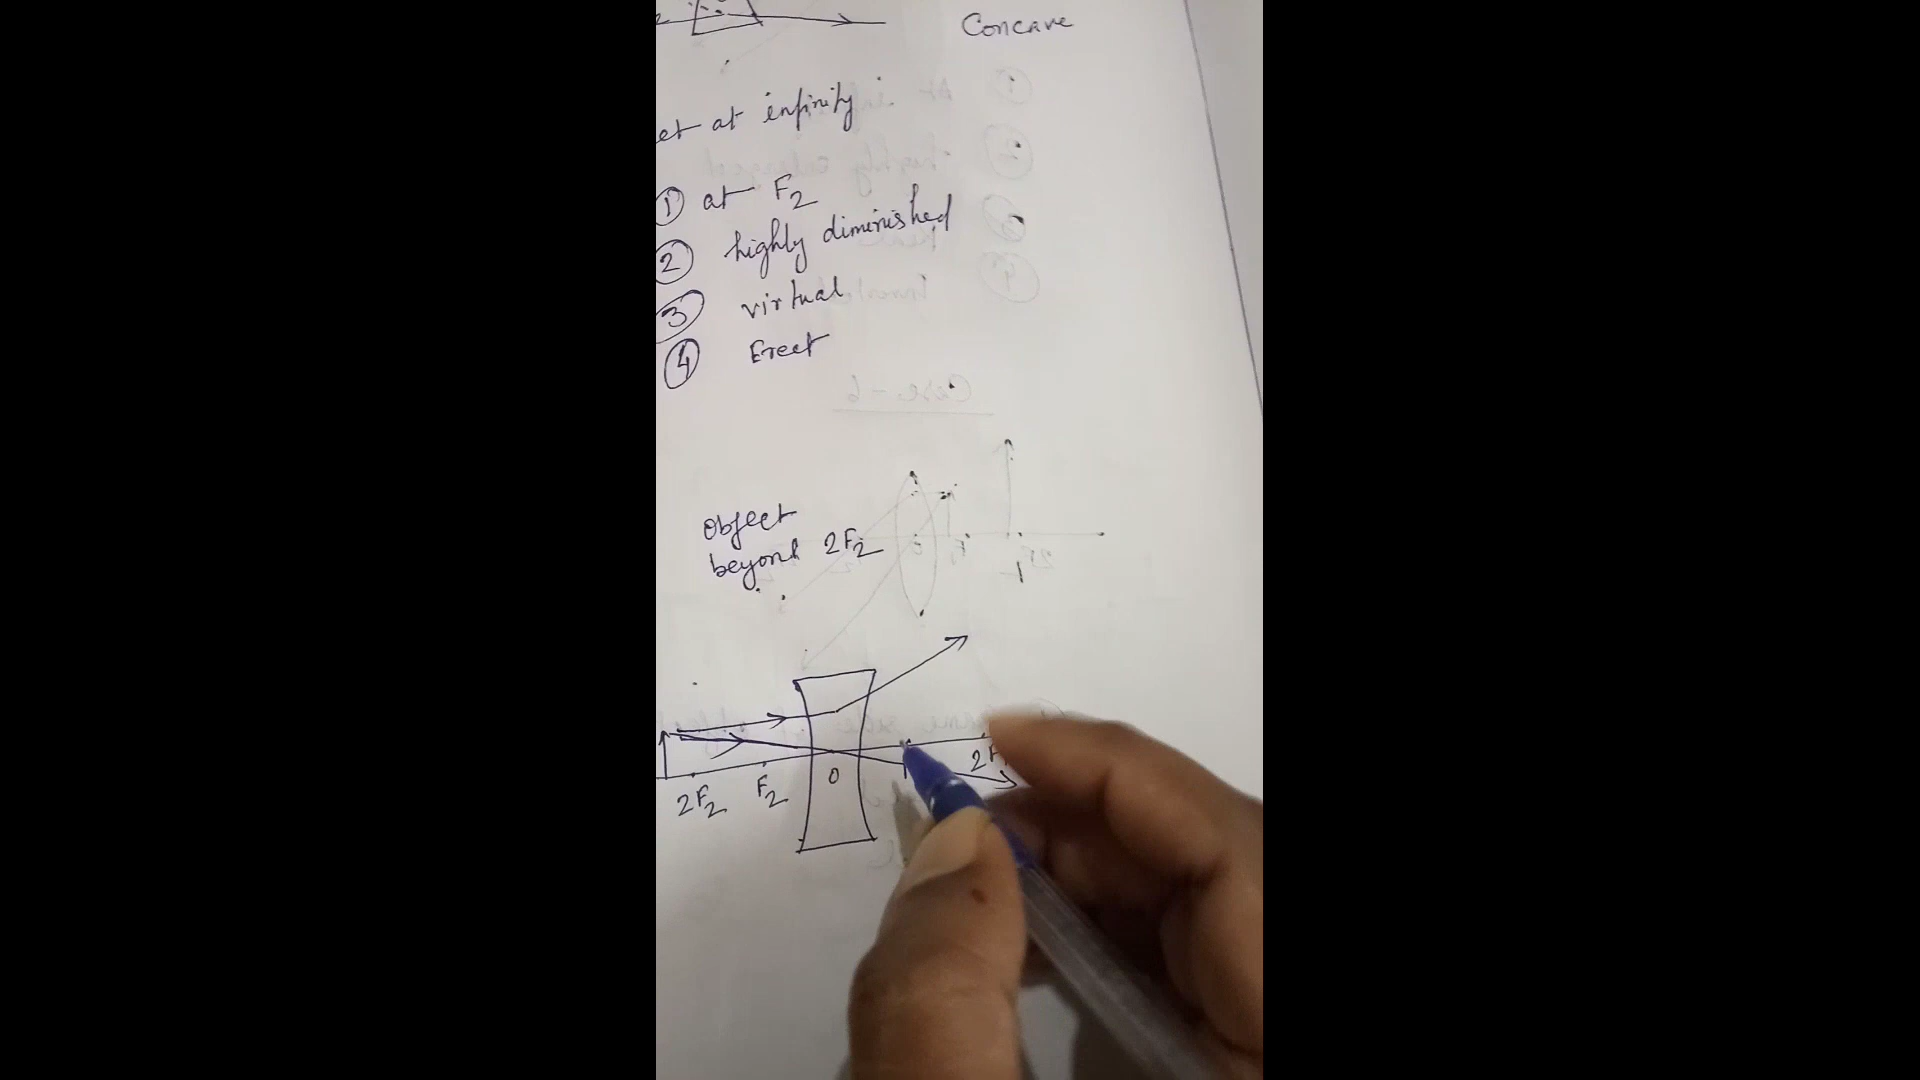 Concave
at infinity
① at F2
② highly diminished
③ virtual
④ Erect
Object
beyond 2F2
2F2 F2 O 2F